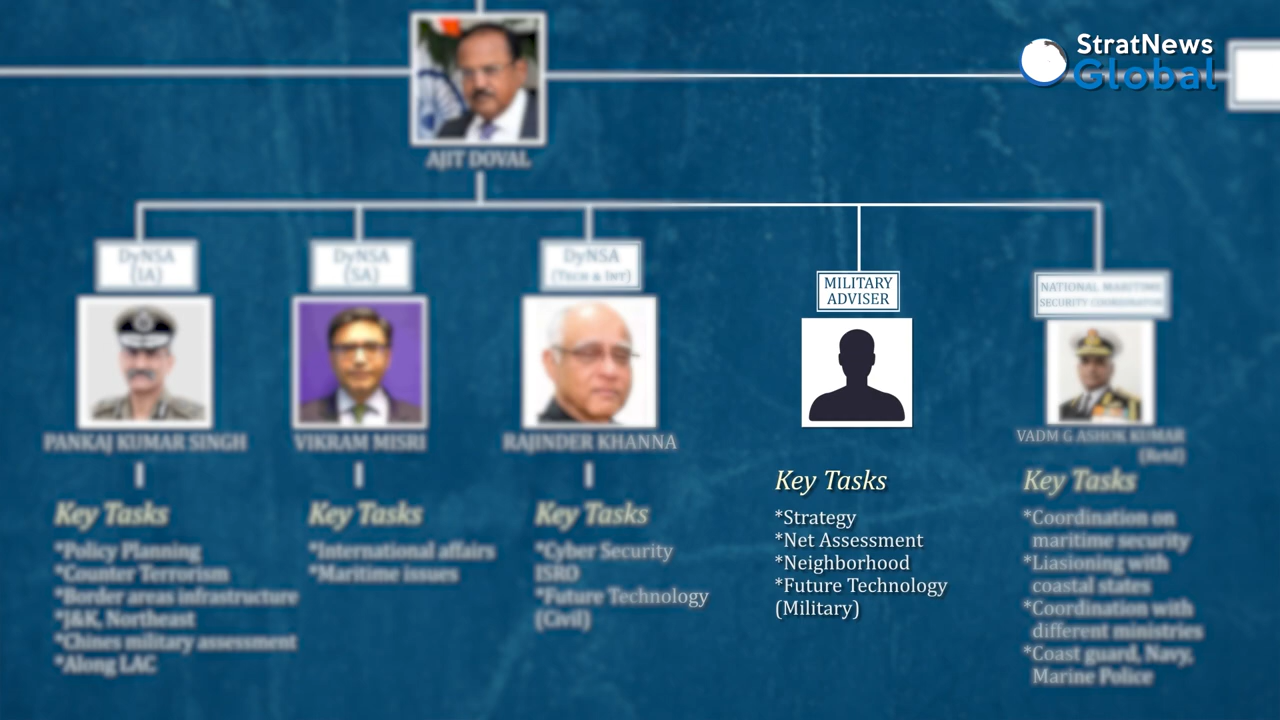 StratNews
Global
AJIT DOVAL
DyNSA
(IA)
DyNSA
(SA)
DyNSA
(TECH & INT)
MILITARY
ADVISER
NATIONAL MARITIME
SECURITY COORDINATOR
PANKAJ KUMAR SINGH
VIKRAM MISRI
RAJINDER KHANNA
VADM G ASHOK KUMAR
(Retd)
Key Tasks
*Policy Planning
*Counter Terrorism
*Border areas infrastructure
*J&K, Northeast
*Chines military assessment
*Along LAC
Key Tasks
*International affairs
*Maritime issues
Key Tasks
*Cyber Security
ISRO
*Future Technology
(Civil)
Key Tasks
*Strategy
*Net Assessment
*Neighborhood
*Future Technology
(Military)
Key Tasks
*Coordination on
maritime security
*Liasioning with
coastal states
*Coordination with
different ministries
*Coast guard, Navy,
Marine Police